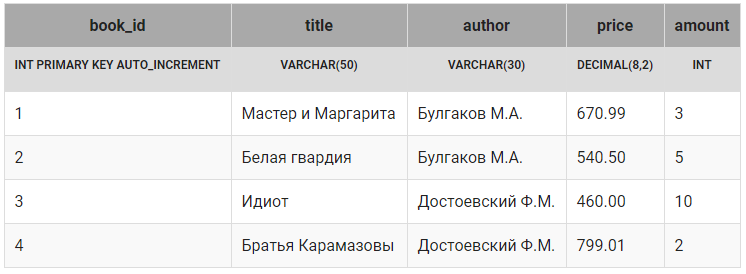 book_id title author price amount
INT PRIMARY KEY AUTO_INCREMENT VARCHAR(50) VARCHAR(30) DECIMAL(8,2) INT
1 Мастер и Маргарита Булгаков М.А. 670.99 3
2 Белая гвардия Булгаков М.А. 540.50 5
3 Идиот Достоевский Ф.М. 460.00 10
4 Братья Карамазовы Достоевский Ф.М. 799.01 2